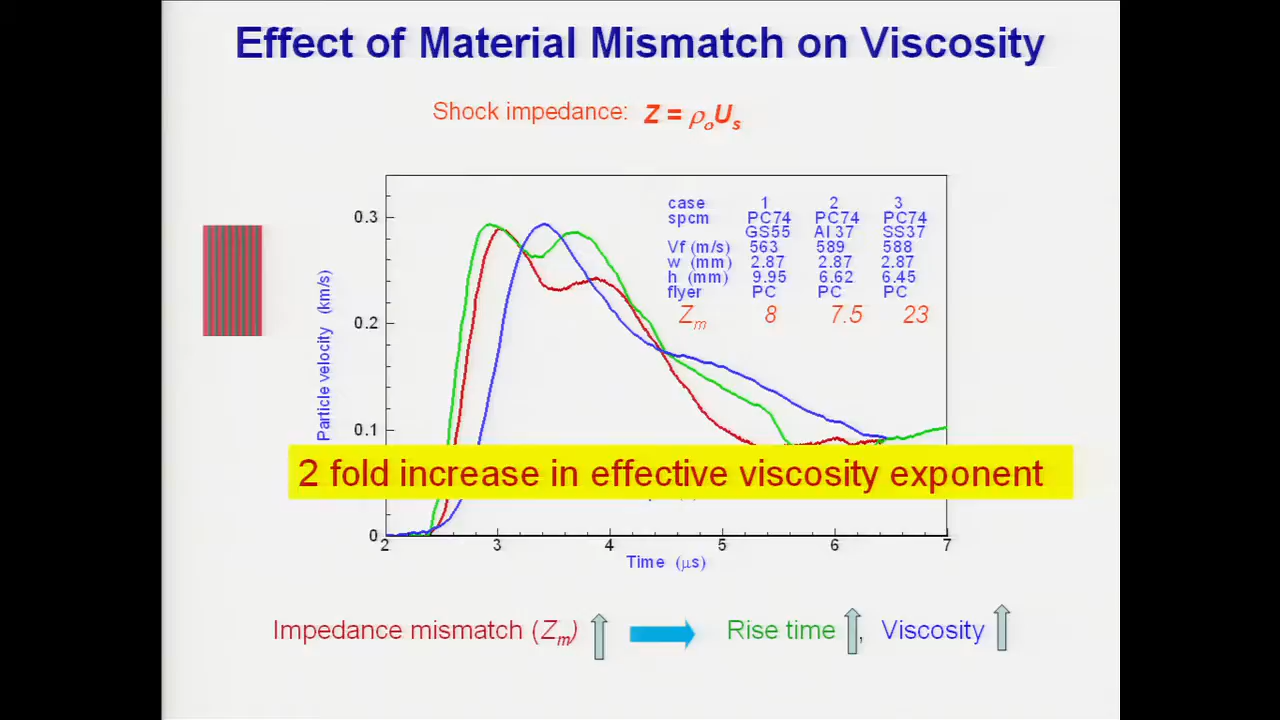 Effect of Material Mismatch on Viscosity
Shock impedance: Z = ρoUs
case 1 2 3
spcm PC74 PC74 PC74
GS55 Al 37 SS37
Vf (m/s) 563 589 588
w (mm) 2.87 2.87 2.87
h (mm) 9.95 6.62 6.45
flyer PC PC PC
Zm 8 7.5 23
0.3
0.2
0.1
0
Particle velocity (km/s)
2 fold increase in effective viscosity exponent
2 3 4 5 6 7
Time (μs)
Impedance mismatch (Zm) Rise time , Viscosity